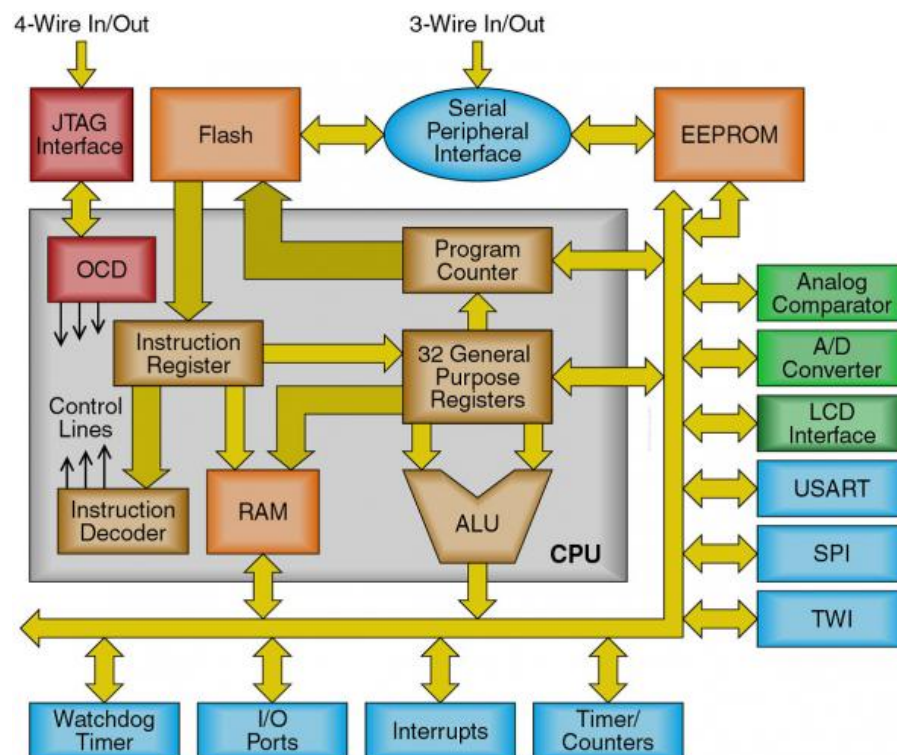 4-Wire In/Out
3-Wire In/Out
JTAG
Interface
Flash
Serial
Peripheral
Interface
EEPROM
OCD
Program
Counter
Analog
Comparator
Instruction
Register
32 General
Purpose
Registers
A/D
Converter
Control
Lines
LCD
Interface
Instruction
Decoder
RAM
ALU
USART
CPU
SPI
TWI
Watchdog
Timer
I/O
Ports
Interrupts
Timer/
Counters